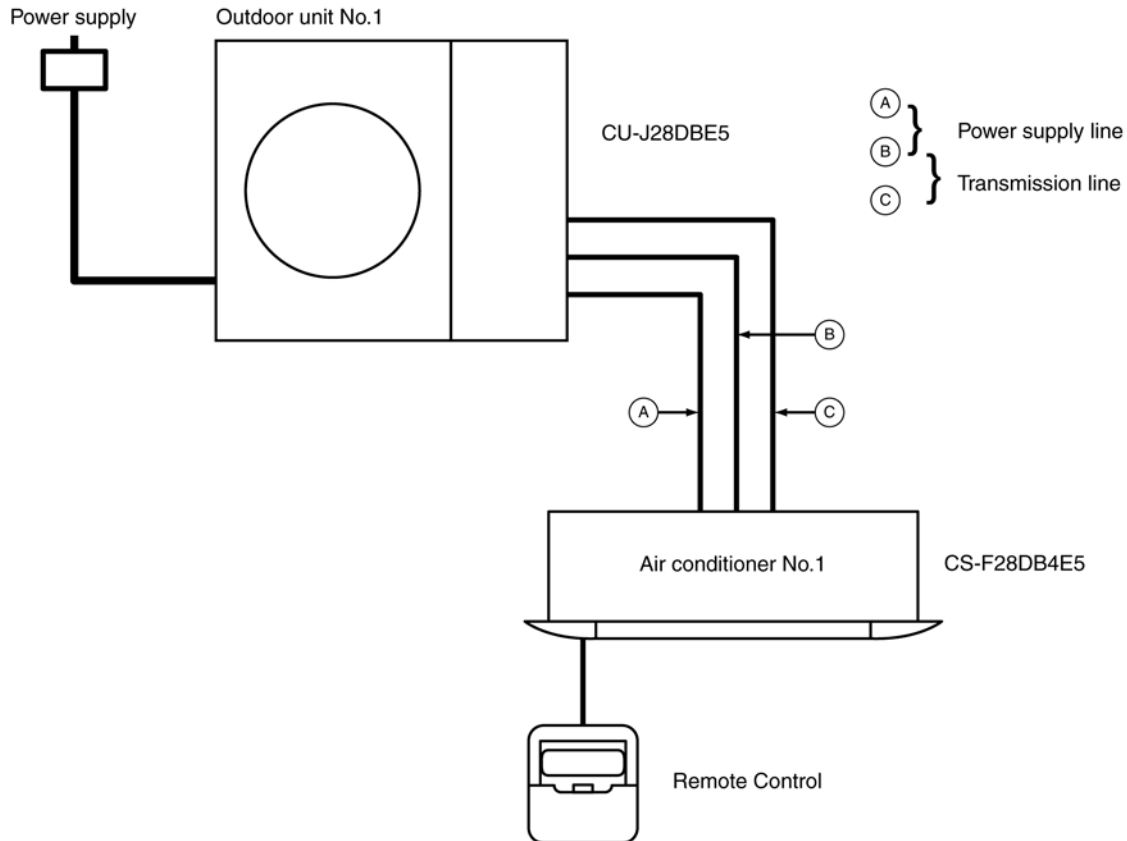 Power supply
Outdoor unit No.1
CU-J28DBE5
A
B
C
Power supply line
Transmission line
B
A
C
Air conditioner No.1
CS-F28DB4E5
Remote Control